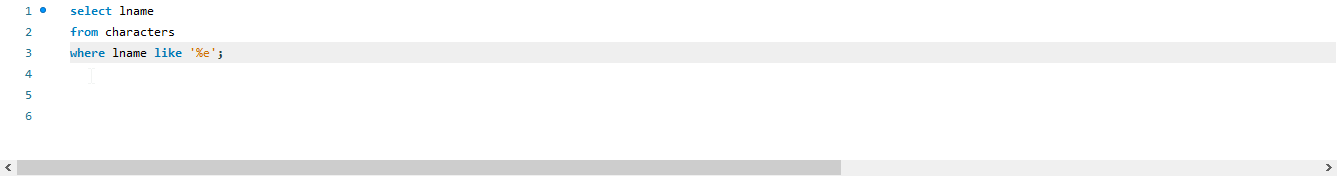 1 select lname
2 from characters
3 where lname like '%e';
4
5
6